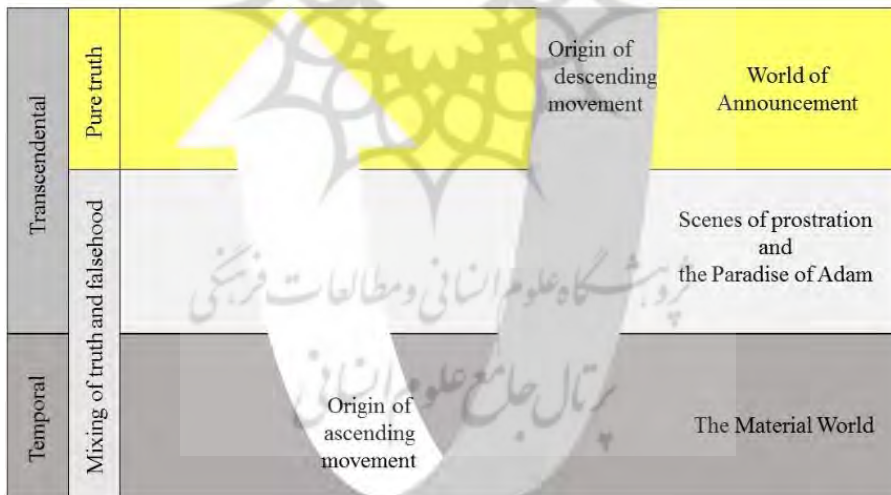 Transcendental
Temporal
Pure truth
Mixing of truth and falsehood
Origin of
descending
movement
World of
Announcement
Scenes of prostration
and
the Paradise of Adam
پژوهشگاه علوم انسانی و مطالعات فرهنگی
پرتال جامع علوم انسانی
Origin of
ascending
movement
The Material World